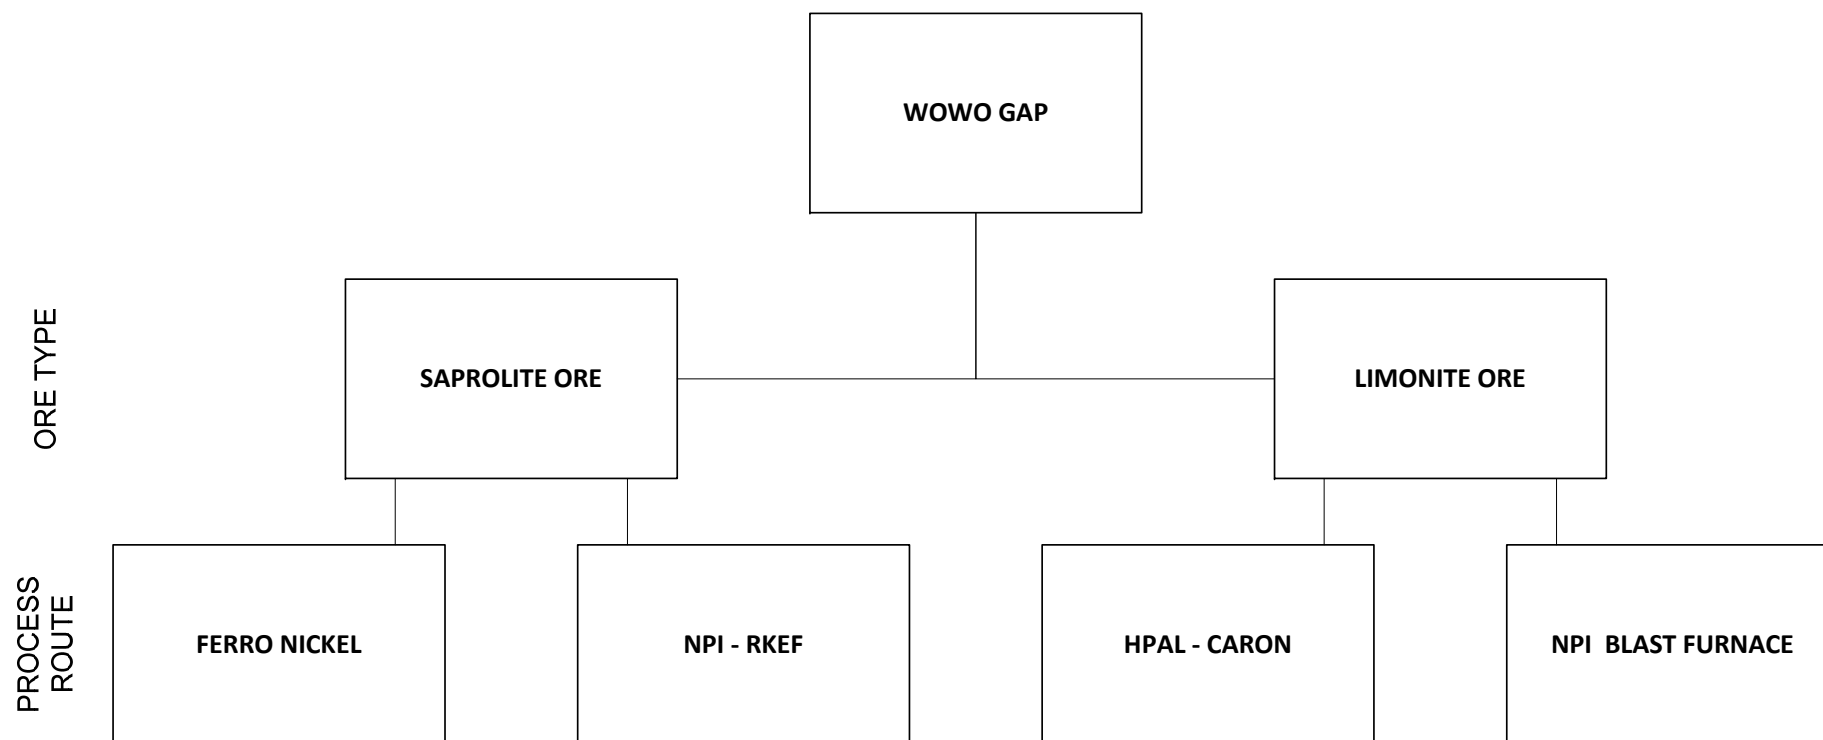 WOWO GAP
ORE TYPE
SAPROLITE ORE
LIMONITE ORE
PROCESS
ROUTE
FERRO NICKEL
NPI - RKEF
HPAL - CARON
NPI  BLAST FURNACE